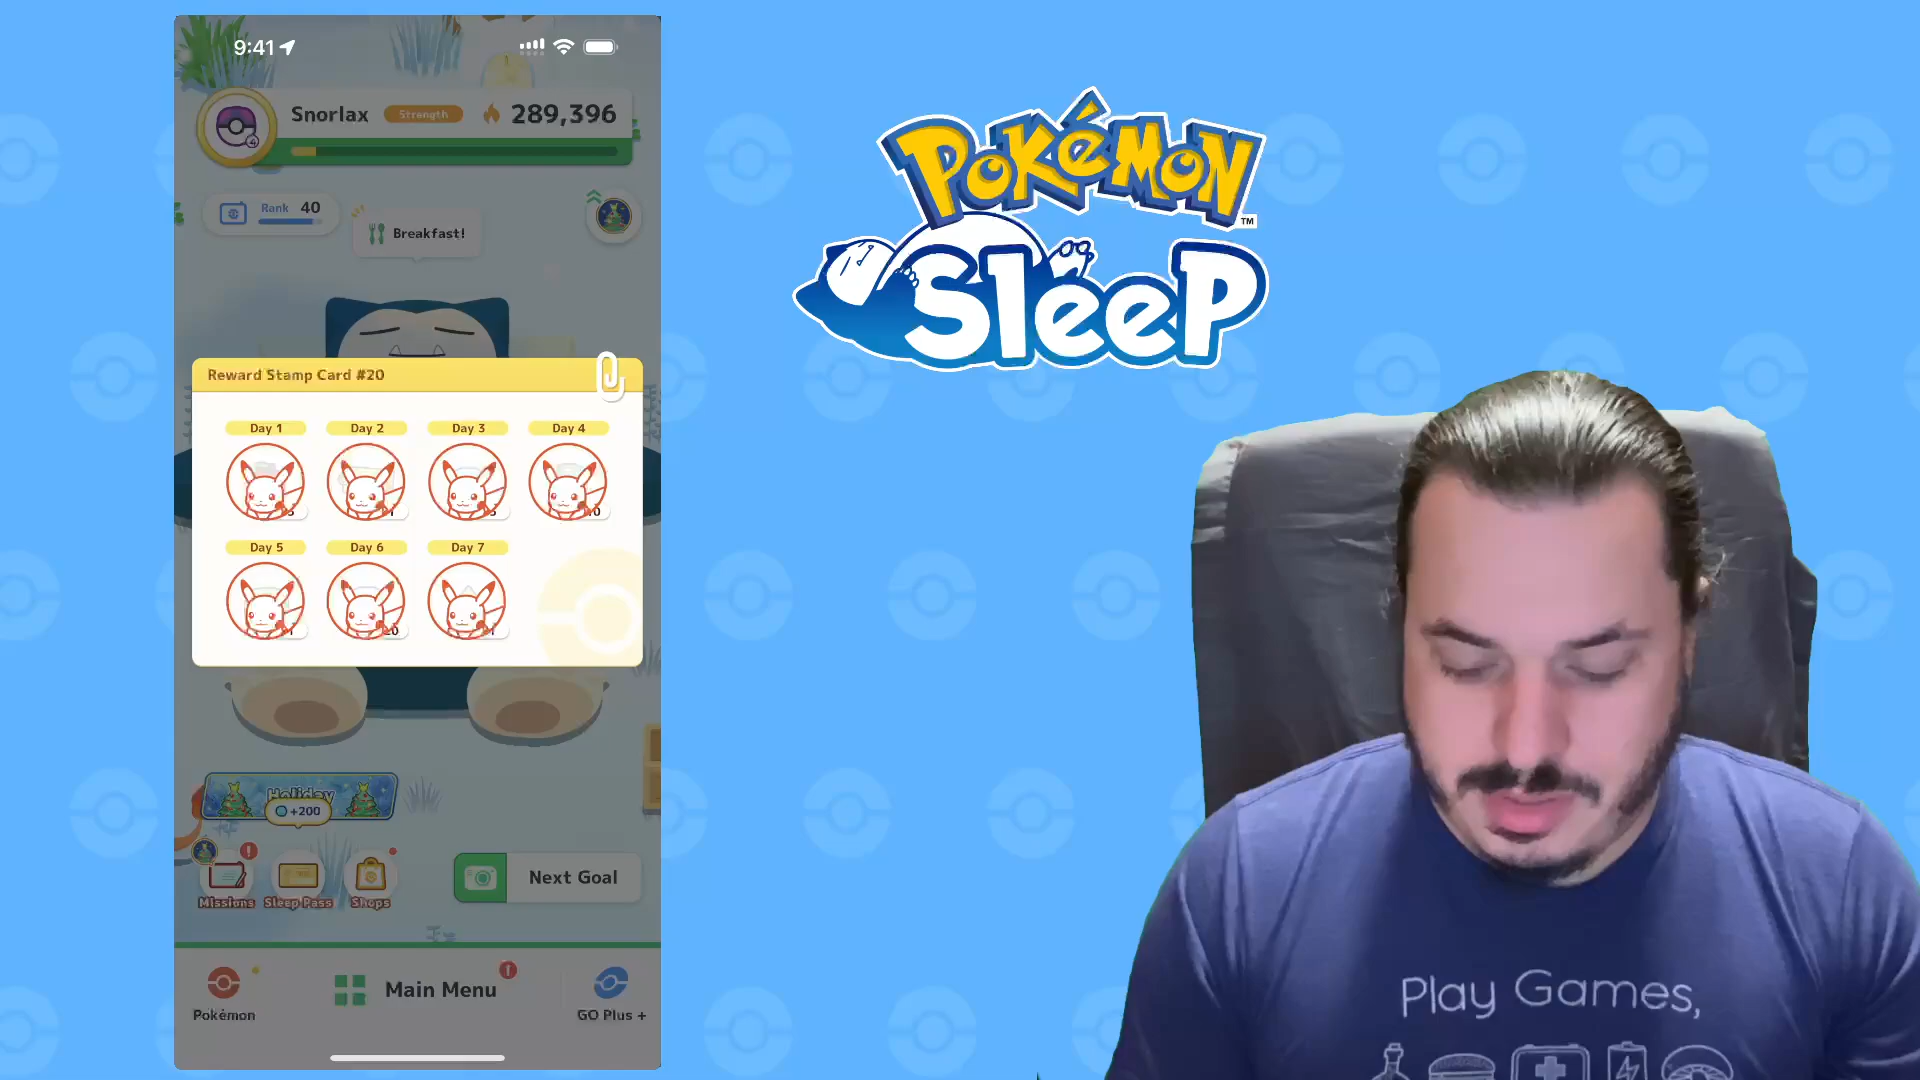 9:41
Snorlax Strength 289,396
4
Rank 40
Breakfast!
Reward Stamp Card #20
Day 1 Day 2 Day 3 Day 4
Day 5 Day 6 Day 7
Holiday
+200
Missions Sleep Pass Shops
Next Goal
Pokémon Main Menu GO Plus +
POKéMON
TM
Sleep
Play Games,